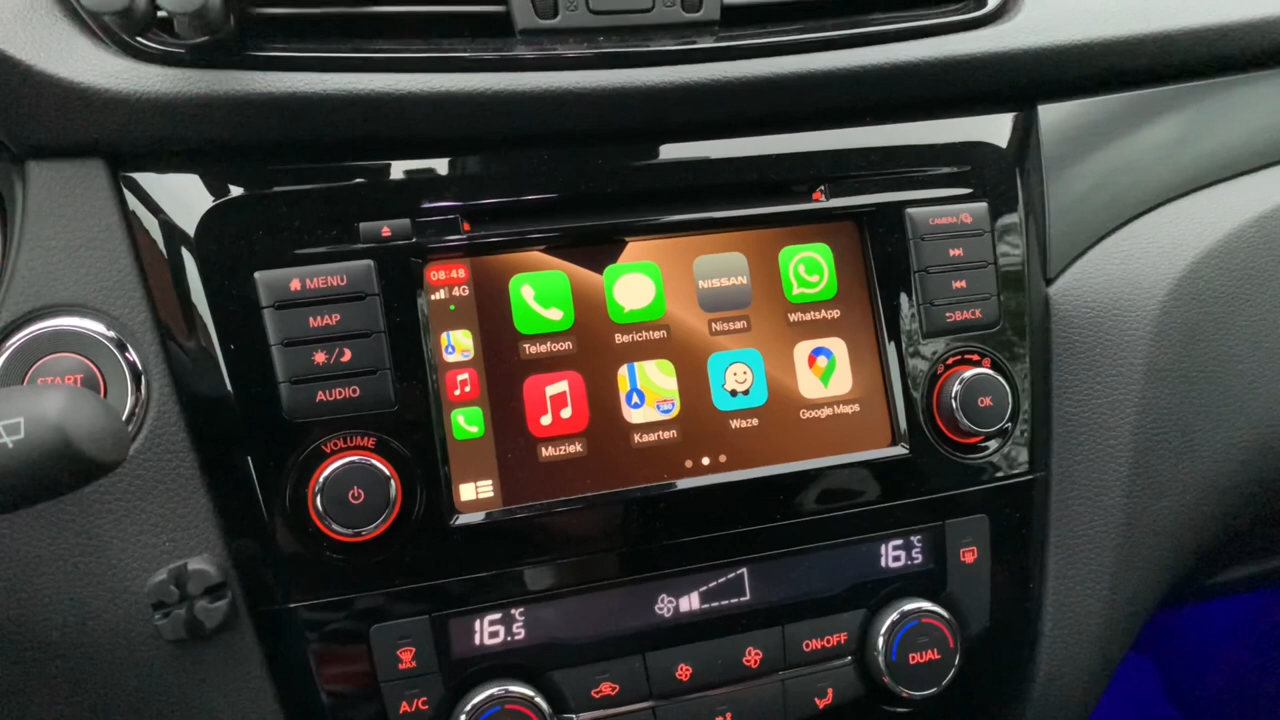 MENU
MAP
AUDIO
VOLUME
START
08:48
4G
Telefoon
Berichten
NISSAN
Nissan
WhatsApp
Muziek
280
Kaarten
Waze
Google Maps
CAMERA/
BACK
OK
16.5°C
16.5°C
MAX
A/C
ON·OFF
DUAL